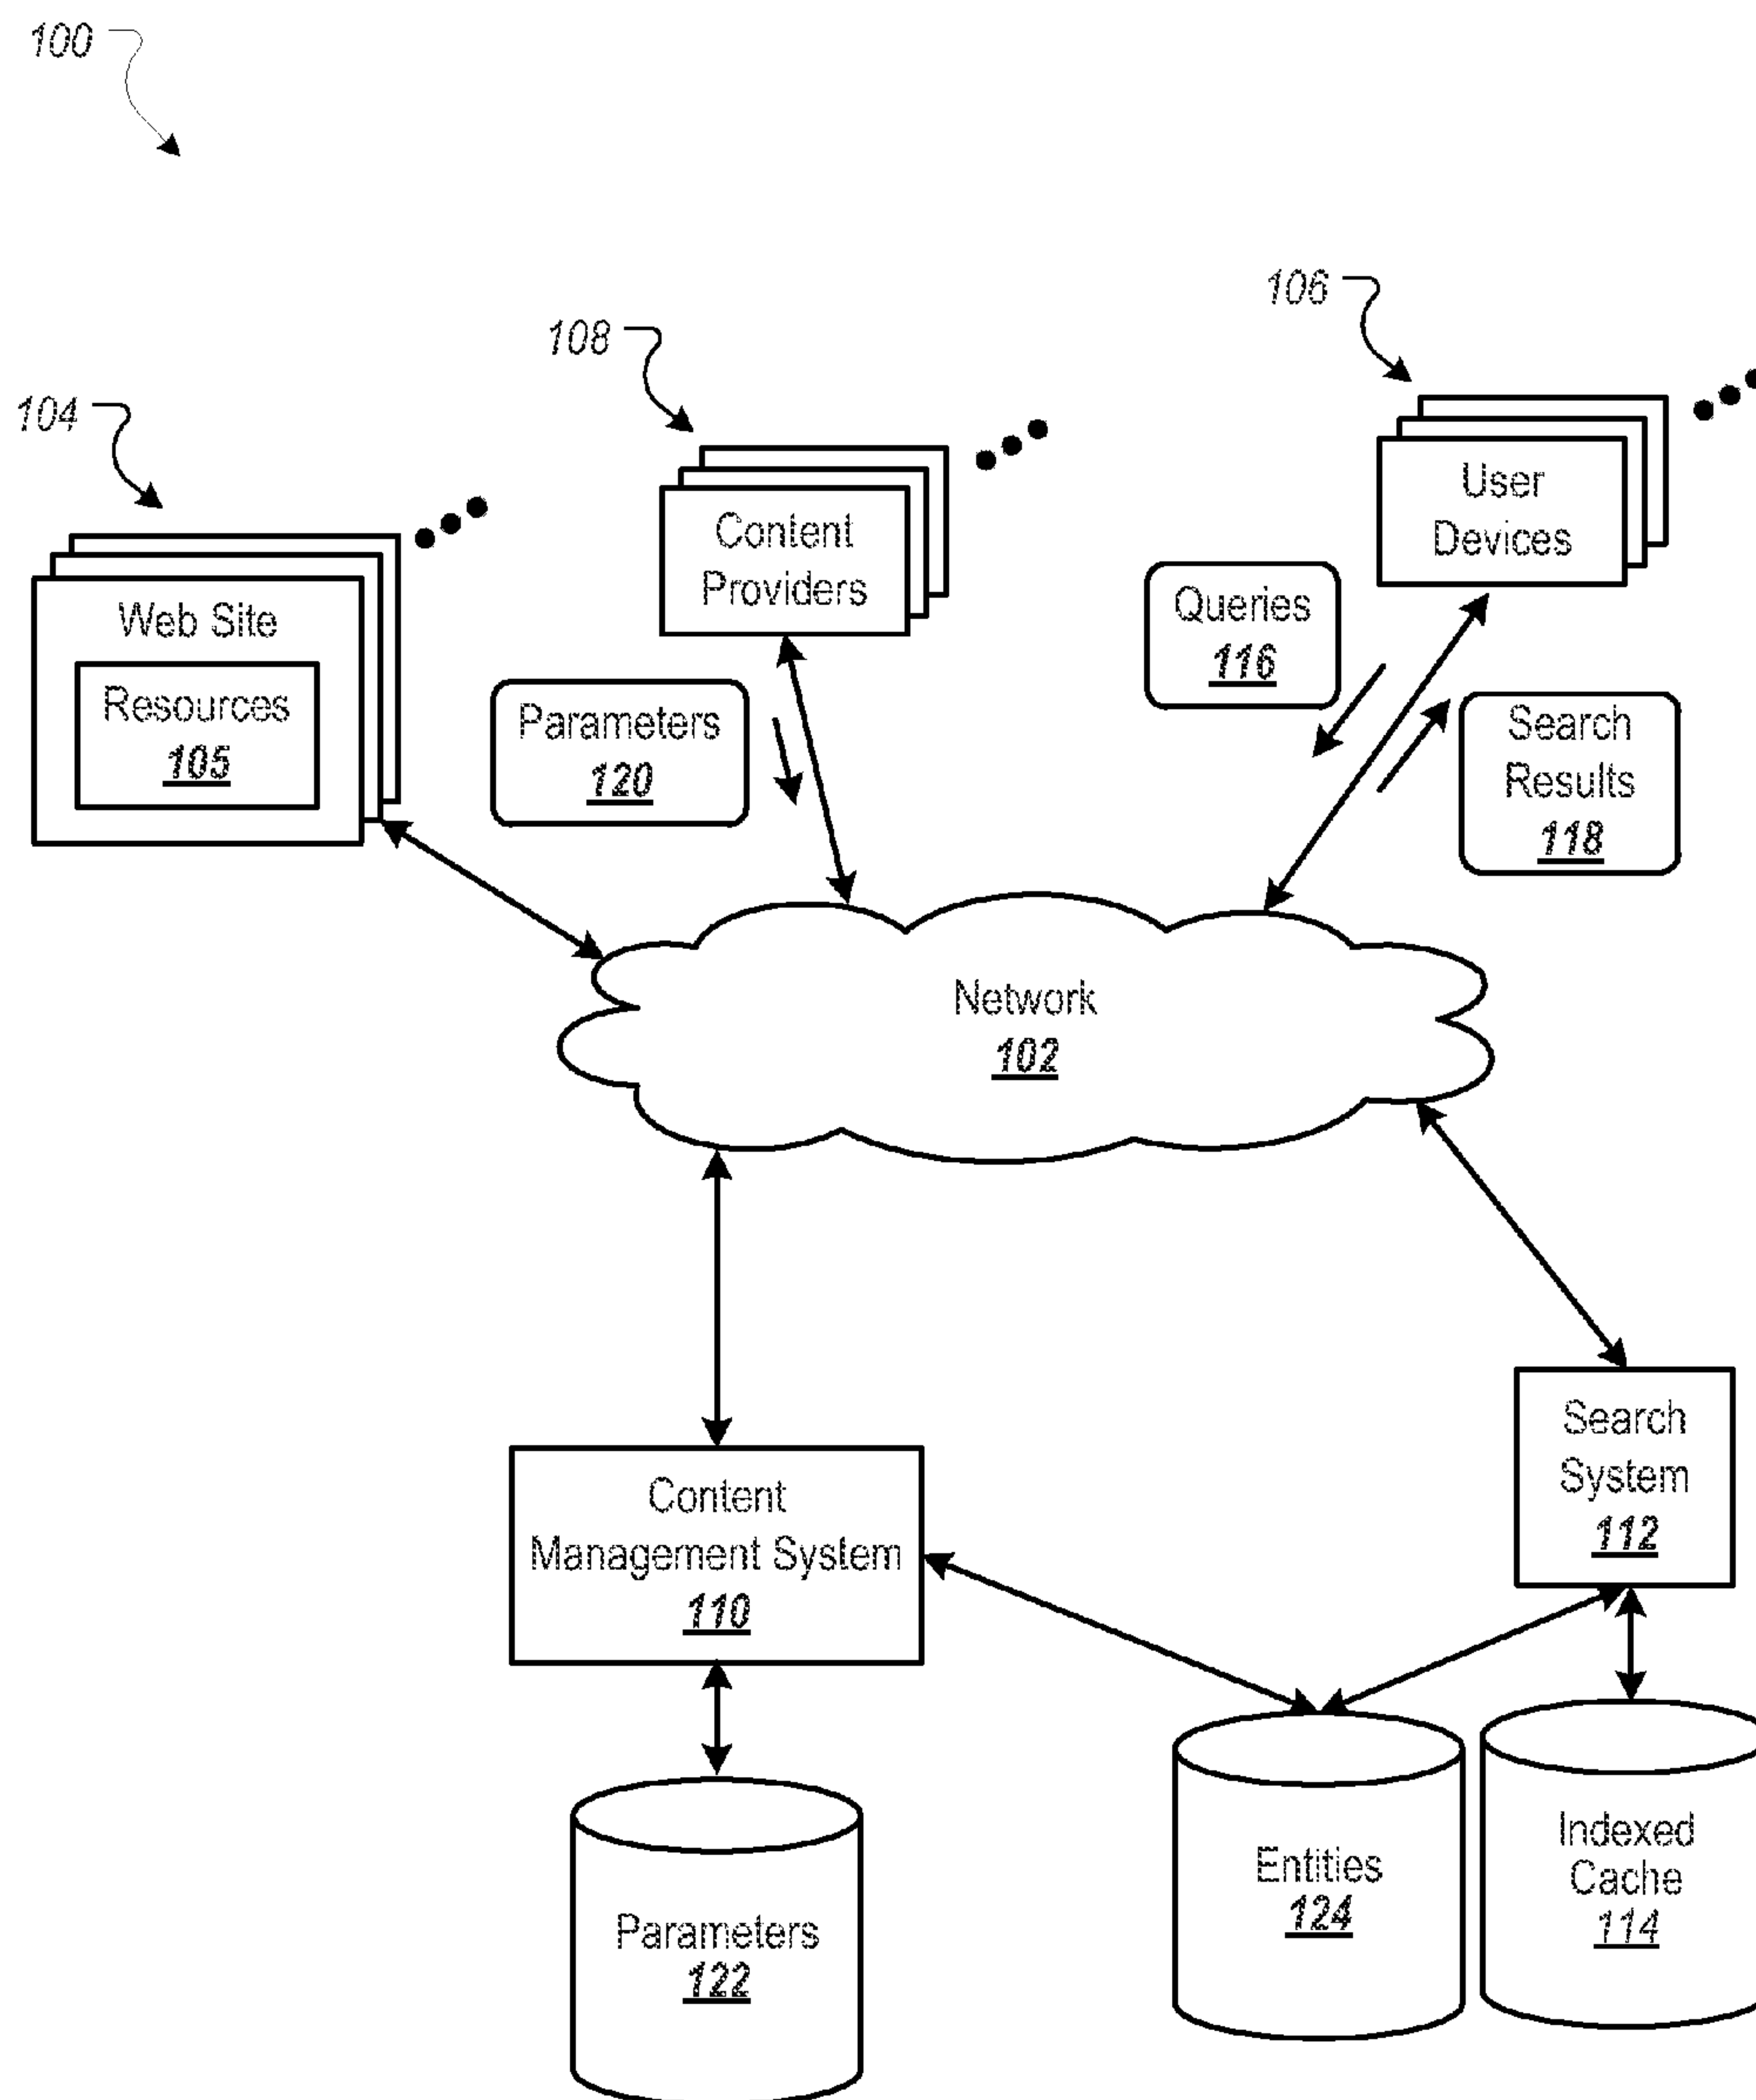 100
106
108
104
User
Devices
Content
Providers
Queries
116
Web Site
Resources
105
Parameters
120
Search
Results
118
Network
102
Search
System
112
Content
Management System
110
Indexed
Cache
114
Entities
124
Parameters
122